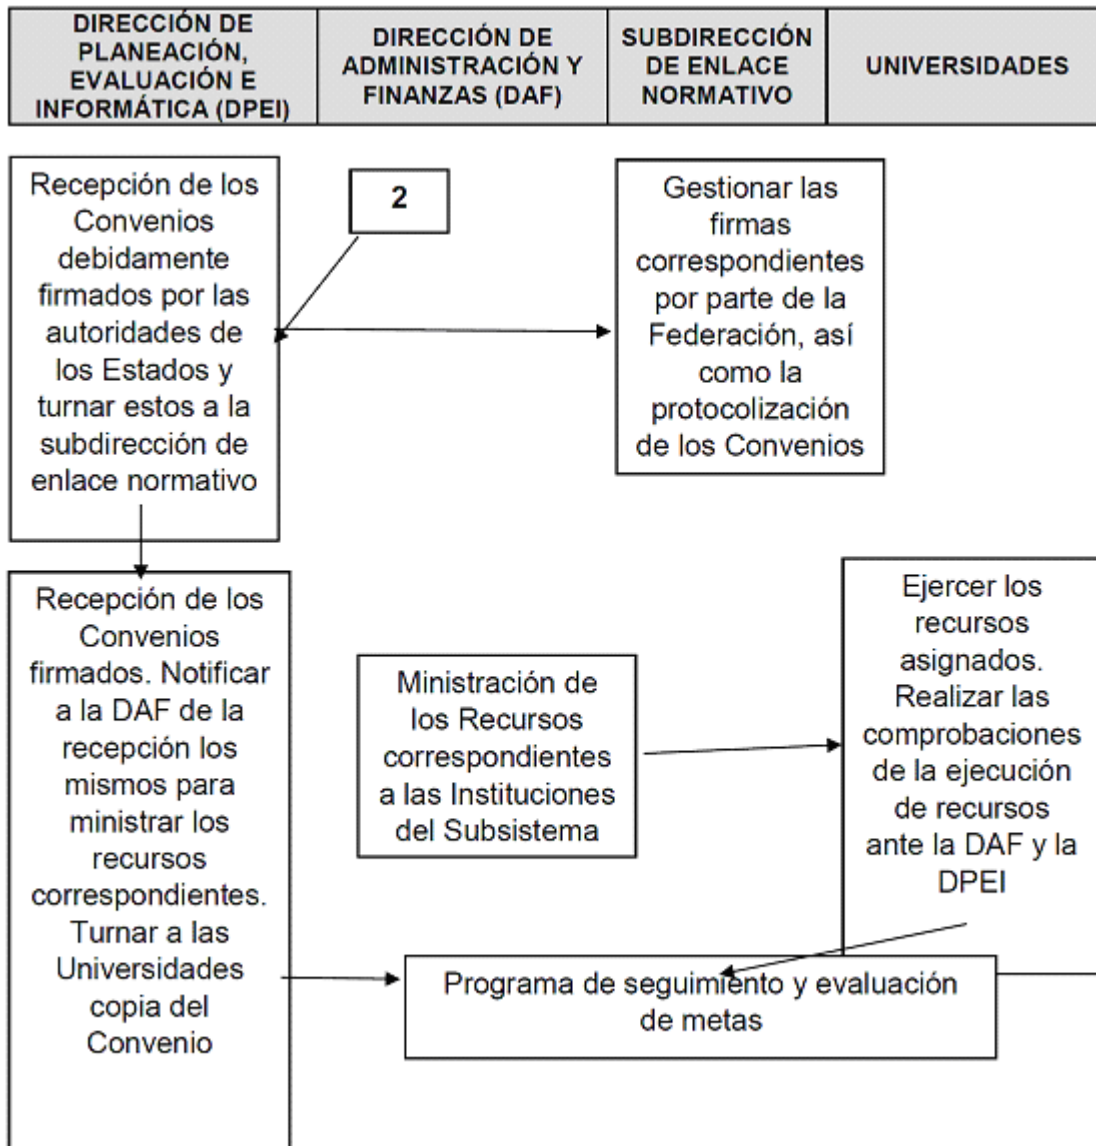 DIRECCIÓN DE
PLANEACIÓN,
EVALUACIÓN E
INFORMÁTICA (DPEI)
DIRECCIÓN DE
ADMINISTRACIÓN Y
FINANZAS (DAF)
SUBDIRECCIÓN
DE ENLACE
NORMATIVO
UNIVERSIDADES
Recepción de los
Convenios
debidamente
firmados por las
autoridades de
los Estados y
turnar estos a la
subdirección de
enlace normativo
2
Gestionar las
firmas
correspondientes
por parte de la
Federación, así
como la
protocolización
de los Convenios
Recepción de los
Convenios
firmados. Notificar
a la DAF de la
recepción los
mismos para
ministrar los
recursos
correspondientes.
Turnar a las
Universidades
copia del
Convenio
Ministración de
los Recursos
correspondientes
a las Instituciones
del Subsistema
Ejercer los
recursos
asignados.
Realizar las
comprobaciones
de la ejecución
de recursos
ante la DAF y la
DPEI
Programa de seguimiento y evaluación
de metas